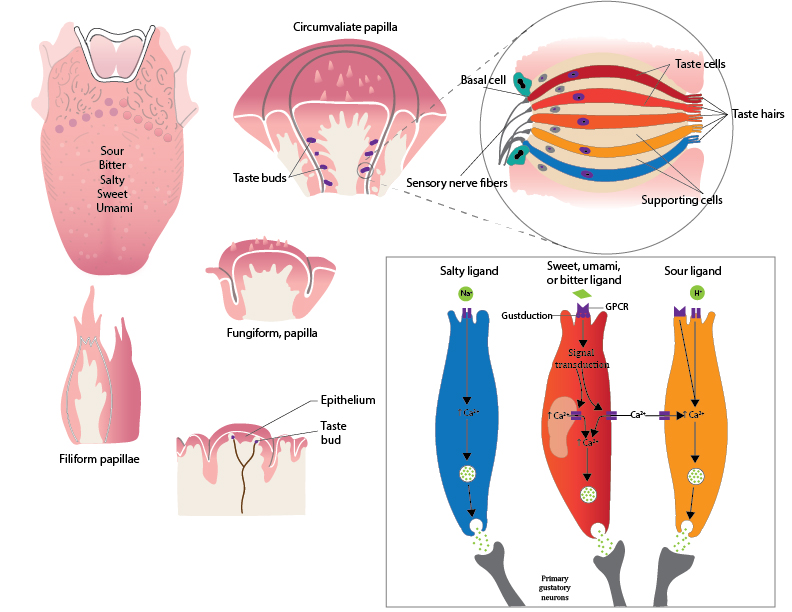 Circumvaliate papilla
Sour
Bitter
Salty
Sweet
Umami
Taste buds
Basal cell
Taste cells
Taste hairs
Sensory nerve fibers
Supporting cells
Fungiform, papilla
Filiform papillae
Epithelium
Taste
bud
Salty ligand
Sweet, umami,
or bitter ligand
Sour ligand
Na⁺
H⁺
GPCR
Gustduction
Signal
transduction
↑ Ca²⁺
↑ Ca²⁺
Ca²⁺
↑ Ca²⁺
↑ Ca²⁺
Primary
gustatory
neurons